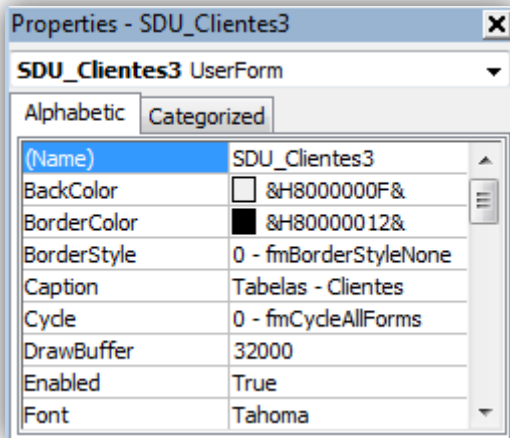 Properties - SDU_Clientes3
SDU_Clientes3 UserForm
Alphabetic Categorized
(Name) SDU_Clientes3
BackColor &H8000000F&
BorderColor &H80000012&
BorderStyle 0 - fmBorderStyleNone
Caption Tabelas - Clientes
Cycle 0 - fmCycleAllForms
DrawBuffer 32000
Enabled True
Font Tahoma